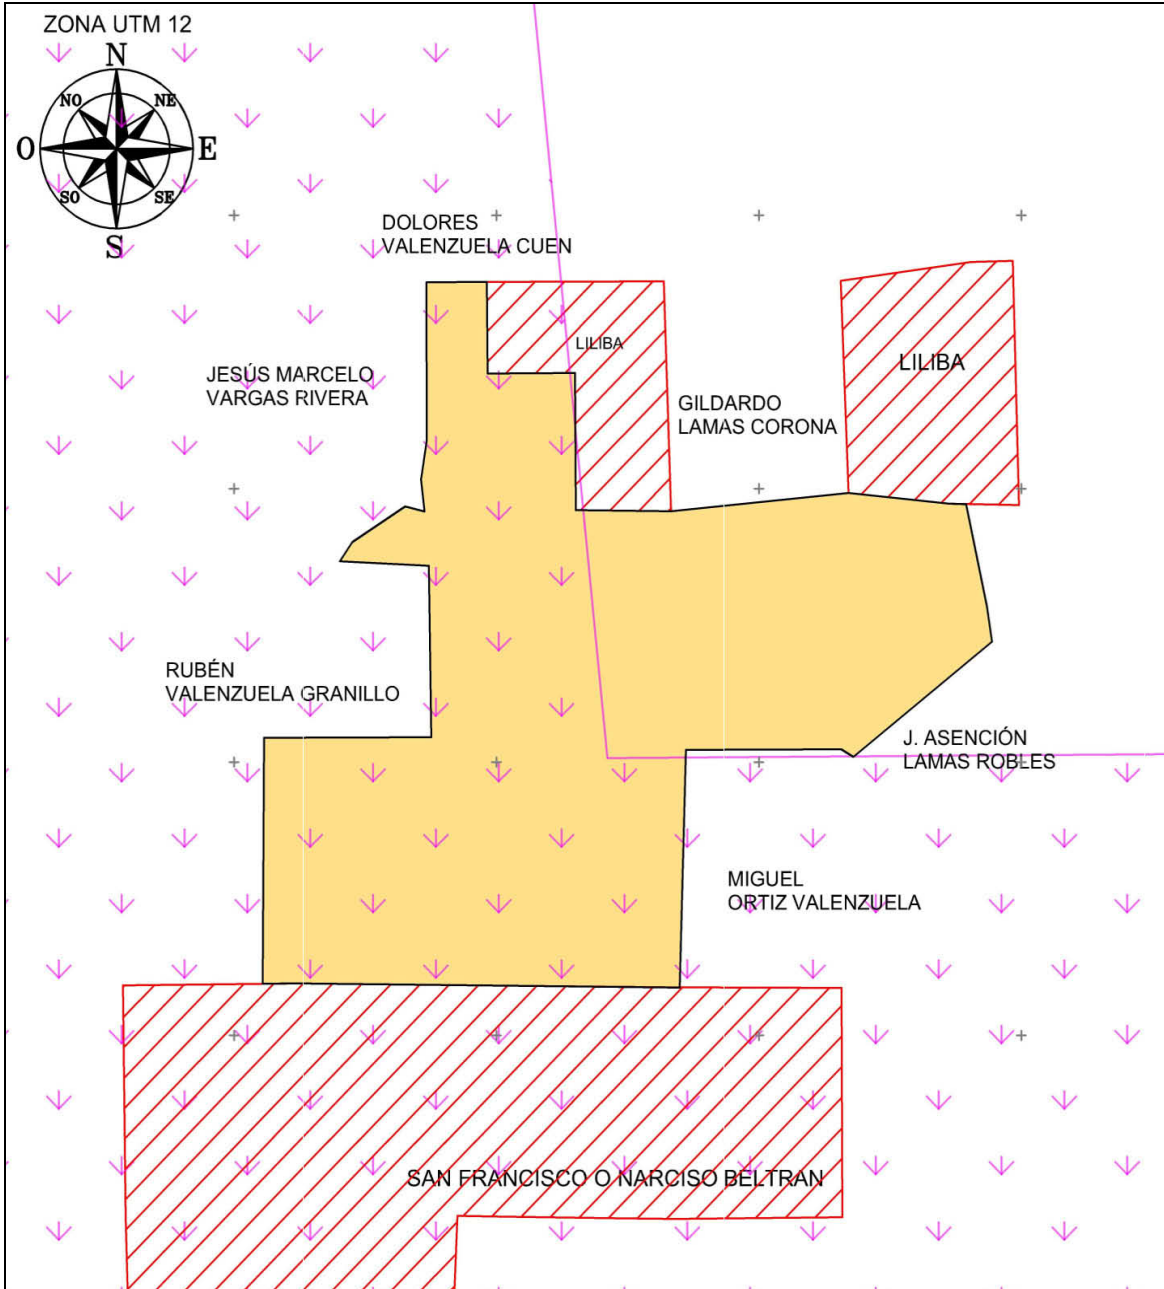 ZONA UTM 12
N
NO
NE
O
E
SO
SE
S
DOLORES
VALENZUELA CUEN
LILIBA
LILIBA
JESÚS MARCELO
VARGAS RIVERA
GILDARDO
LAMAS CORONA
RUBÉN
VALENZUELA GRANILLO
J. ASENCIÓN
LAMAS ROBLES
MIGUEL
ORTIZ VALENZUELA
SAN FRANCISCO O NARCISO BELTRAN